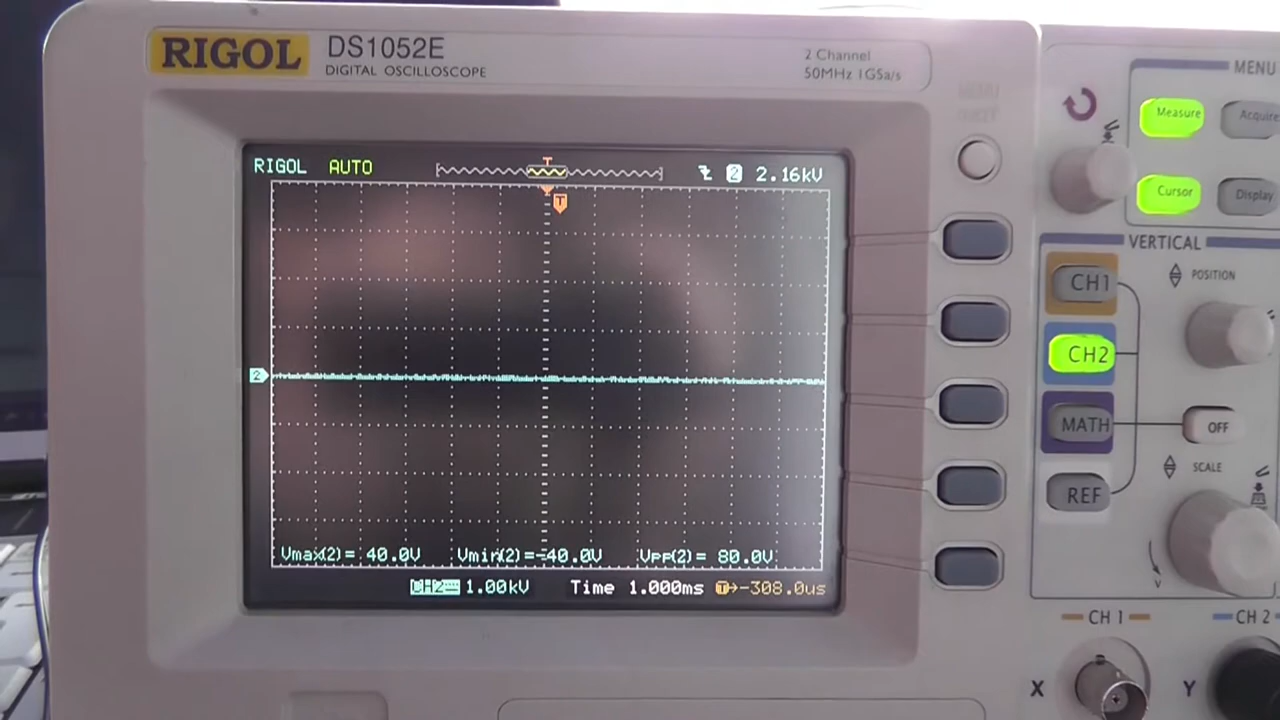 RIGOL
DS1052E
DIGITAL OSCILLOSCOPE
2 Channel
50MHz 1GSa/s
MENU
Measure
Acquire
Cursor
Display
VERTICAL
CH1
POSITION
CH2
MATH
OFF
SCALE
REF
CH 1
CH 2
X
Y
RIGOL AUTO
T
2 2.16kV
T
2
Vmax(2)= 40.0V Vmin(2)=-40.0V Vpp(2)= 80.0V
CH2 1.00kV Time 1.000ms T→-308.0us